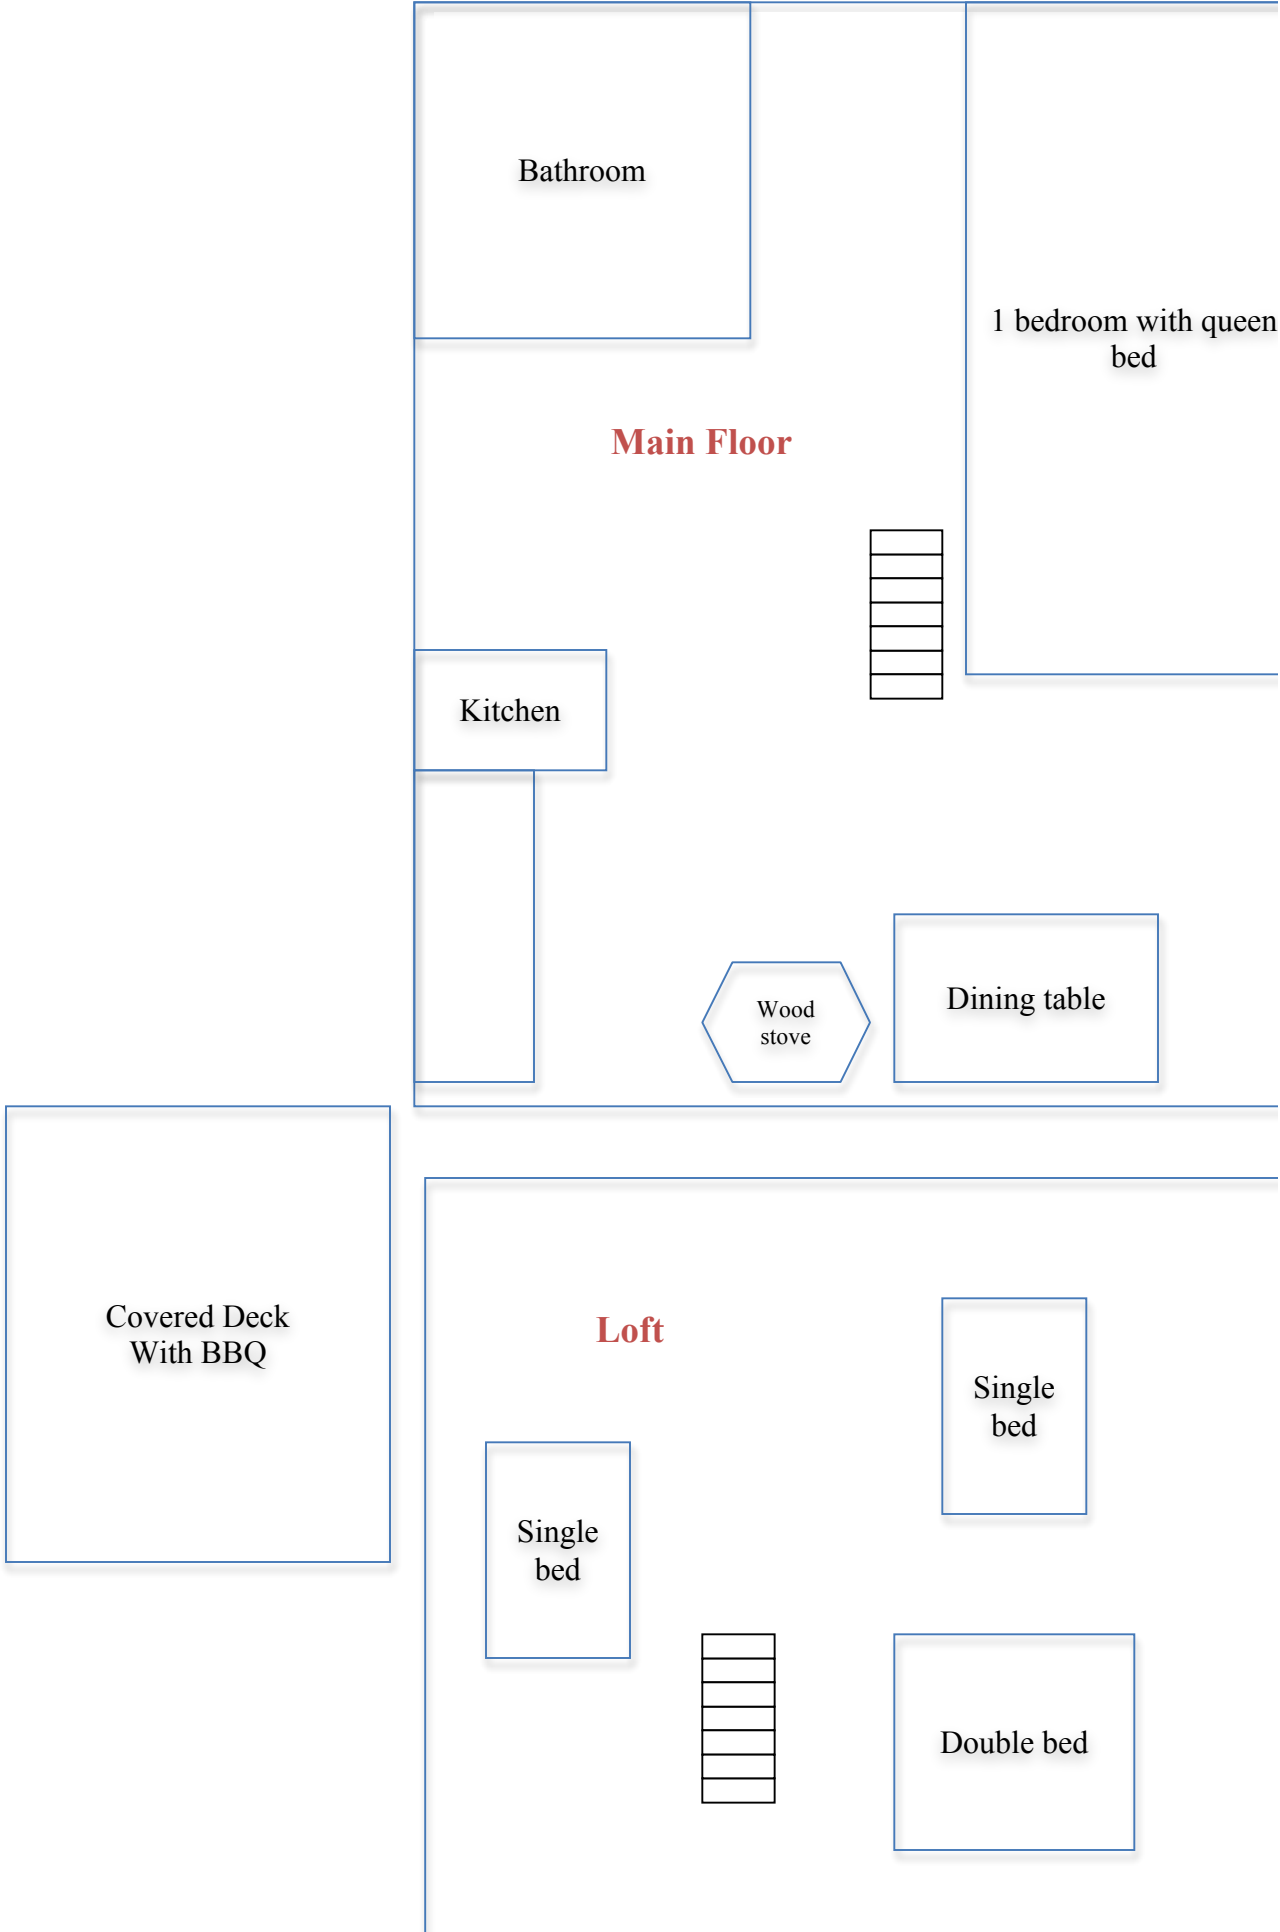 Bathroom
1 bedroom with queen
bed
Main Floor
Kitchen
Wood
stove
Dining table
Covered Deck
With BBQ
Loft
Single
bed
Single
bed
Double bed